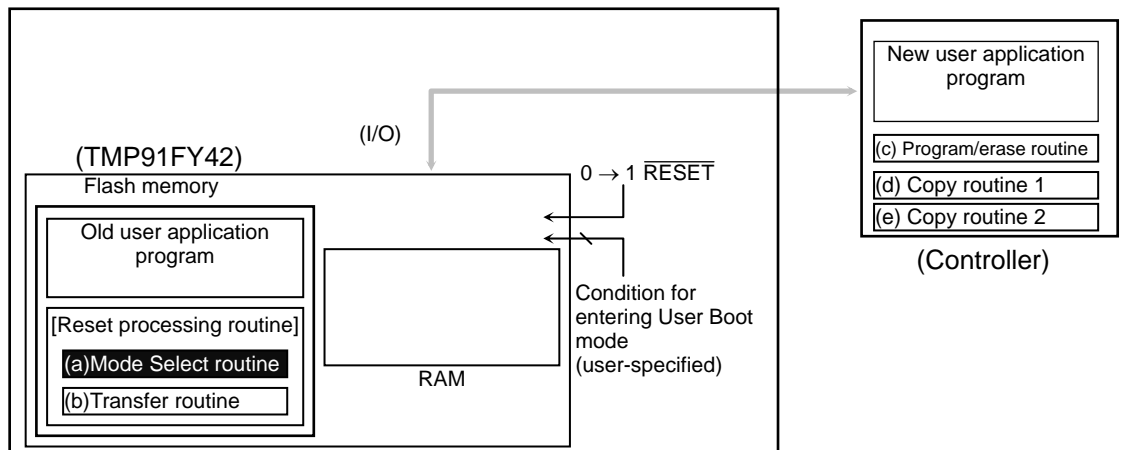 (I/O)
(TMP91FY42)
Flash memory
Old user application
program
[Reset processing routine]
(a)Mode Select routine
(b)Transfer routine
RAM
0 → 1 RESET
Condition for
entering User Boot
mode
(user-specified)
New user application
program
(c) Program/erase routine
(d) Copy routine 1
(e) Copy routine 2
(Controller)